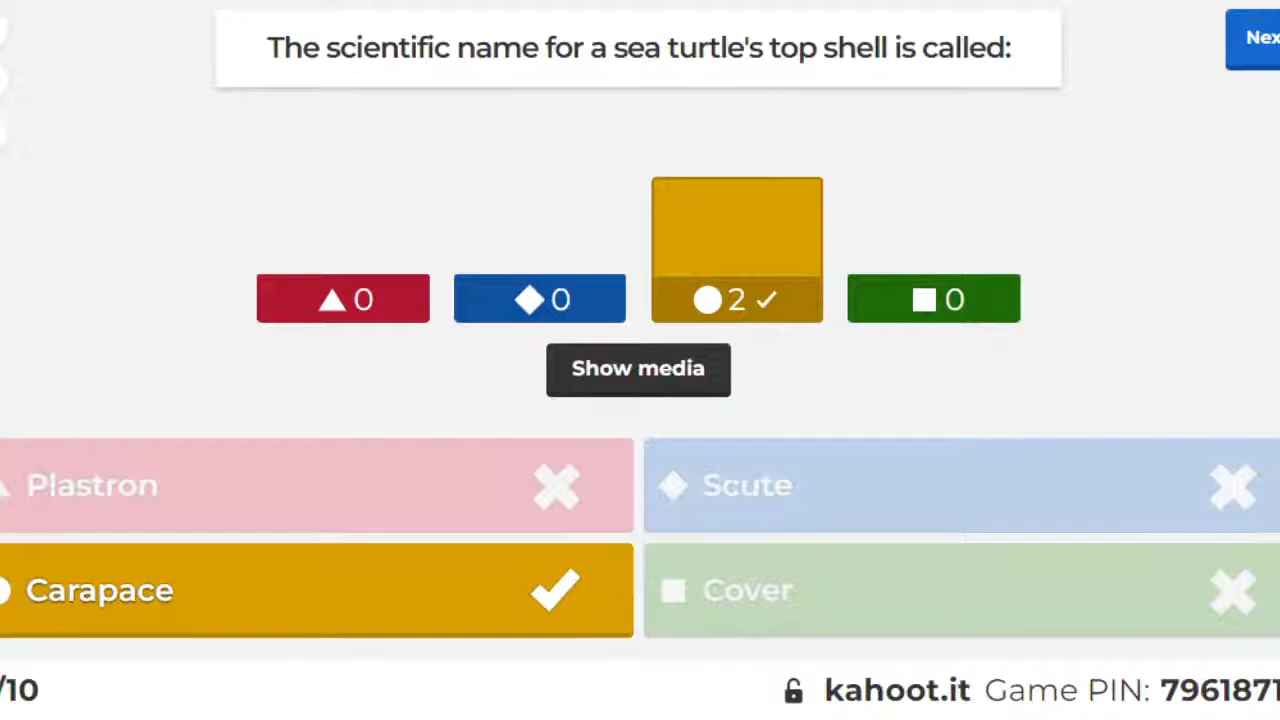 The scientific name for a sea turtle's top shell is called:
Nex
0
0
2
0
Show media
Plastron
Scute
Carapace
Cover
/10
kahoot.it Game PIN: 7961871